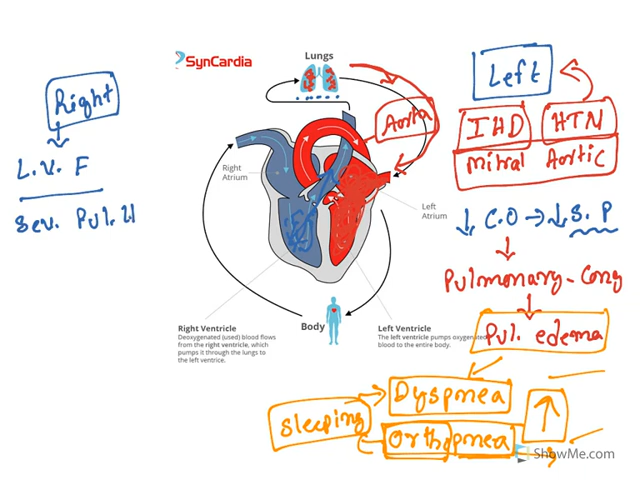 SynCardia
Lungs
Right
L.V. F
Sev. Pul.
Aorta
Right
Atrium
Left
Atrium
Left
IHD HTN
Mitral Aortic
↓ C.O → ↓ S. P
Pulmonary-Cong
Pul. edema
Dyspnea
Sleeping
Orthopnea
Right Ventricle
Deoxygenated (used) blood flows
from the right ventricle, which
pumps it through the lungs to
the left ventricle.
Body
Left Ventricle
The left ventricle pumps oxygenated
blood to the entire body.
ShowMe.com